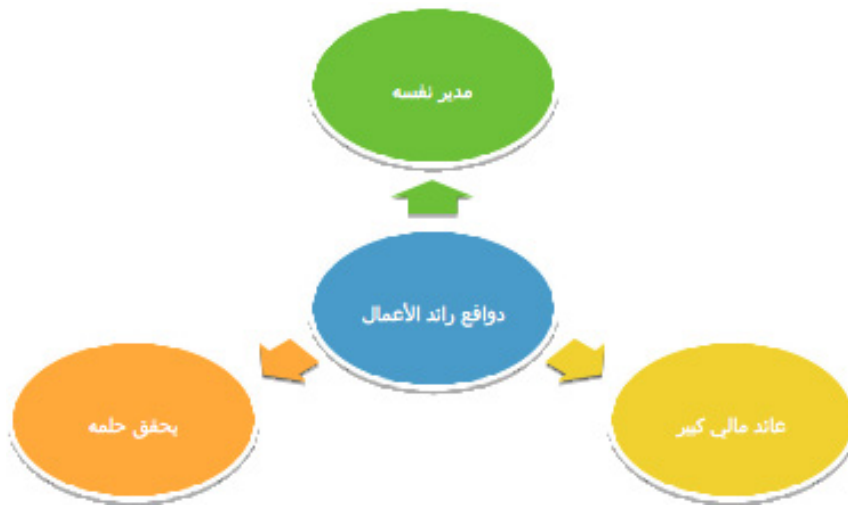 مدير نفسه
دوافع رائد الأعمال
عائد مالي كبير
يحقق حلمه